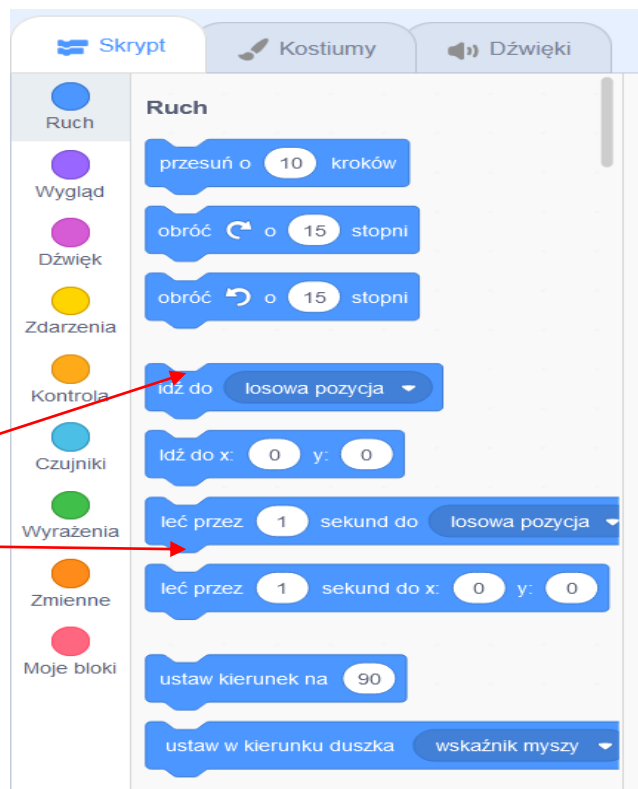 Skrypt Kostiumy Dźwięki
Ruch
Wygląd
Dźwięk
Zdarzenia
Kontrola
Czujniki
Wyrażenia
Zmienne
Moje bloki
Ruch
przesuń o 10 kroków
obróć o 15 stopni
obróć o 15 stopni
idź do losowa pozycja
Idź do x: 0 y: 0
leć przez 1 sekund do losowa pozycja
leć przez 1 sekund do x: 0 y: 0
ustaw kierunek na 90
ustaw w kierunku duszka wskaźnik myszy